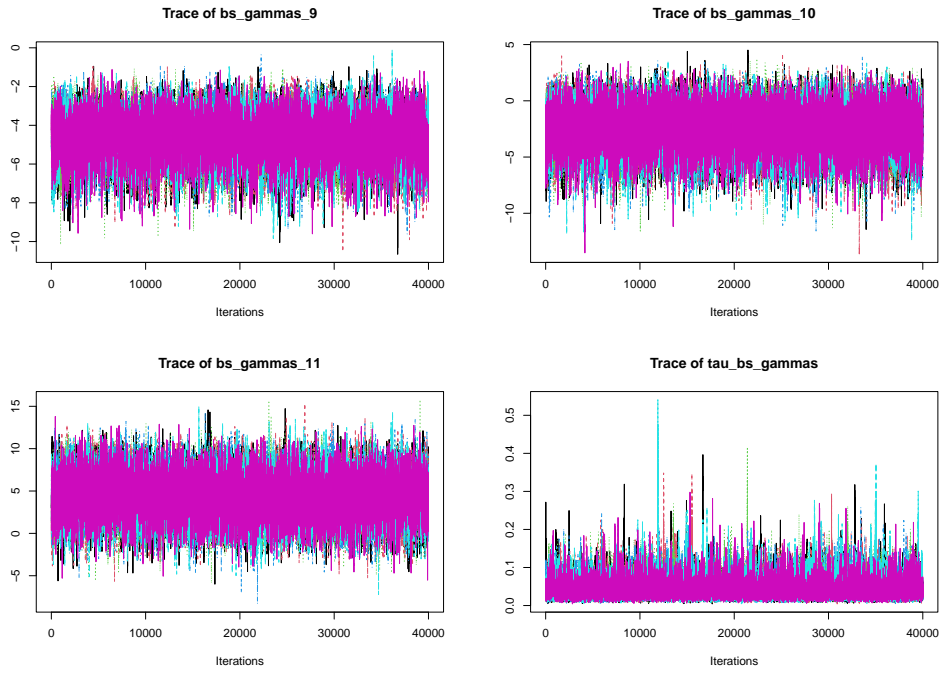 Trace of bs_gammas_9
0
−2
−4
−6
−8
−10
0 10000 20000 30000 40000
Iterations
Trace of bs_gammas_10
5
0
−5
−10
0 10000 20000 30000 40000
Iterations
Trace of bs_gammas_11
15
10
5
0
−5
0 10000 20000 30000 40000
Iterations
Trace of tau_bs_gammas
0.5
0.4
0.3
0.2
0.1
0.0
0 10000 20000 30000 40000
Iterations